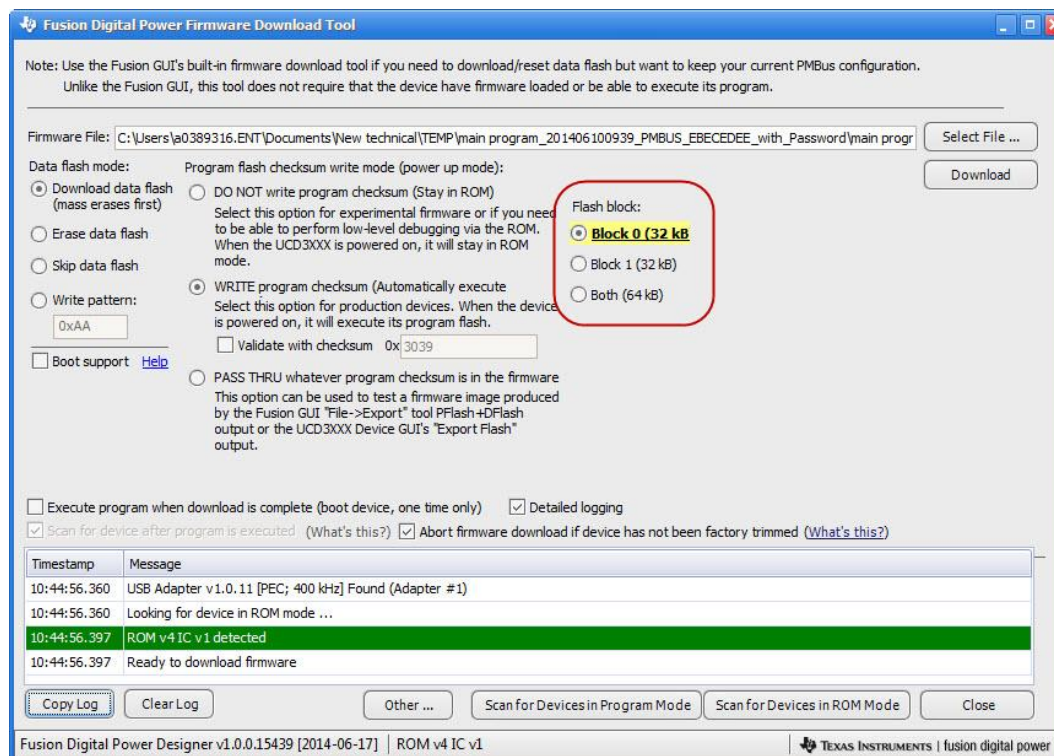 Fusion Digital Power Firmware Download Tool
Note: Use the Fusion GUI's built-in firmware download tool if you need to download/reset data flash but want to keep your current PMBus configuration.
Unlike the Fusion GUI, this tool does not require that the device have firmware loaded or be able to execute its program.
Firmware File: C:\Users\a0389316.ENT\Documents\New technical\TEMP\main program_201406100939_PMBUS_EBECEDEE_with_Password\main progr
Select File ...
Download
Data flash mode:
Download data flash
(mass erases first)
Erase data flash
Skip data flash
Write pattern:
0xAA
Boot support Help
Program flash checksum write mode (power up mode):
DO NOT write program checksum (Stay in ROM)
Select this option for experimental firmware or if you need
to be able to perform low-level debugging via the ROM.
When the UCD3XXX is powered on, it will stay in ROM
mode.
WRITE program checksum (Automatically execute
Select this option for production devices. When the device
is powered on, it will execute its program flash.
Validate with checksum 0x 3039
PASS THRU whatever program checksum is in the firmware
This option can be used to test a firmware image produced
by the Fusion GUI "File->Export" tool PFlash+DFlash
output or the UCD3XXX Device GUI's "Export Flash"
output.
Flash block:
Block 0 (32 kB
Block 1 (32 kB)
Both (64 kB)
Execute program when download is complete (boot device, one time only)
Detailed logging
Scan for device after program is executed (What's this?)
Abort firmware download if device has not been factory trimmed (What's this?)
Timestamp Message
10:44:56.360 USB Adapter v1.0.11 [PEC; 400 kHz] Found (Adapter #1)
10:44:56.360 Looking for device in ROM mode ...
10:44:56.397 ROM v4 IC v1 detected
10:44:56.397 Ready to download firmware
Copy Log
Clear Log
Other ...
Scan for Devices in Program Mode
Scan for Devices in ROM Mode
Close
Fusion Digital Power Designer v1.0.0.15439 [2014-06-17] ROM v4 IC v1
TEXAS INSTRUMENTS | fusion digital power